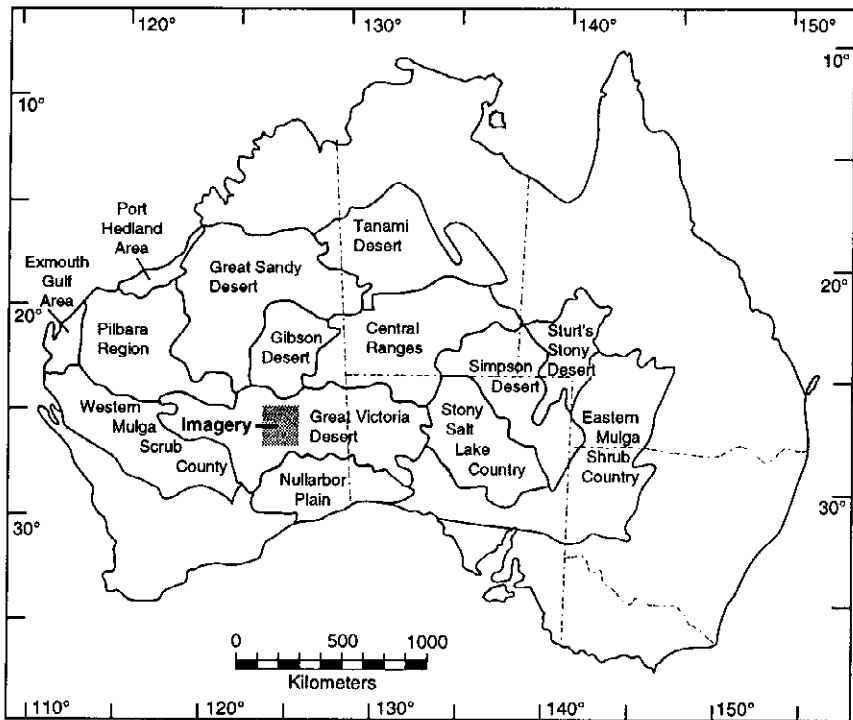 120°
130°
140°
150°
10°
10°
Port
Hedland
Area
Exmouth
Gulf
Area
Tanami
Desert
Great Sandy
Desert
20°
20°
Pilbara
Region
Gibson
Desert
Central
Ranges
Sturt's
Stony
Desert
Simpson
Desert
Western
Mulga
Scrub
County
Imagery
Great Victoria
Desert
Stony
Salt
Lake
Country
Eastern
Mulga
Shrub
Country
Nullarbor
Plain
30°
30°
0 500 1000
Kilometers
110°
120°
130°
140°
150°